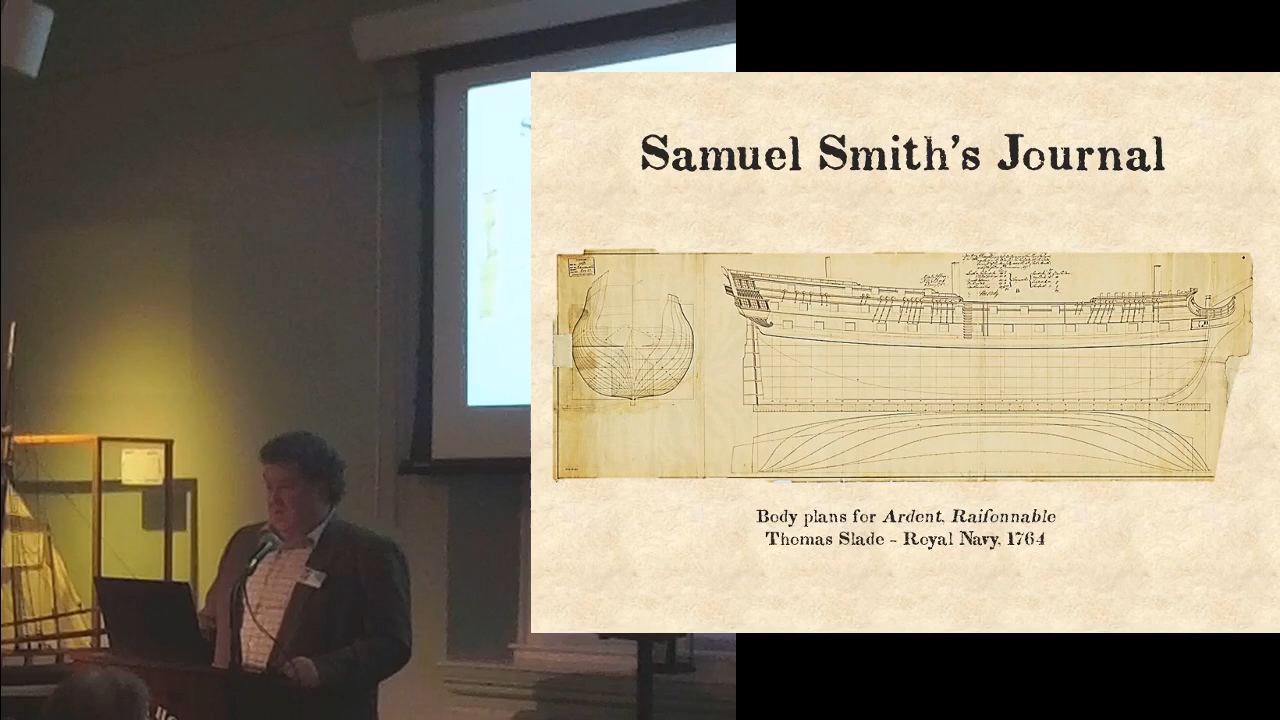 Samuel Smith's Journal
Body plans for Ardent, Raifonnable
Thomas Slade - Royal Navy, 1764